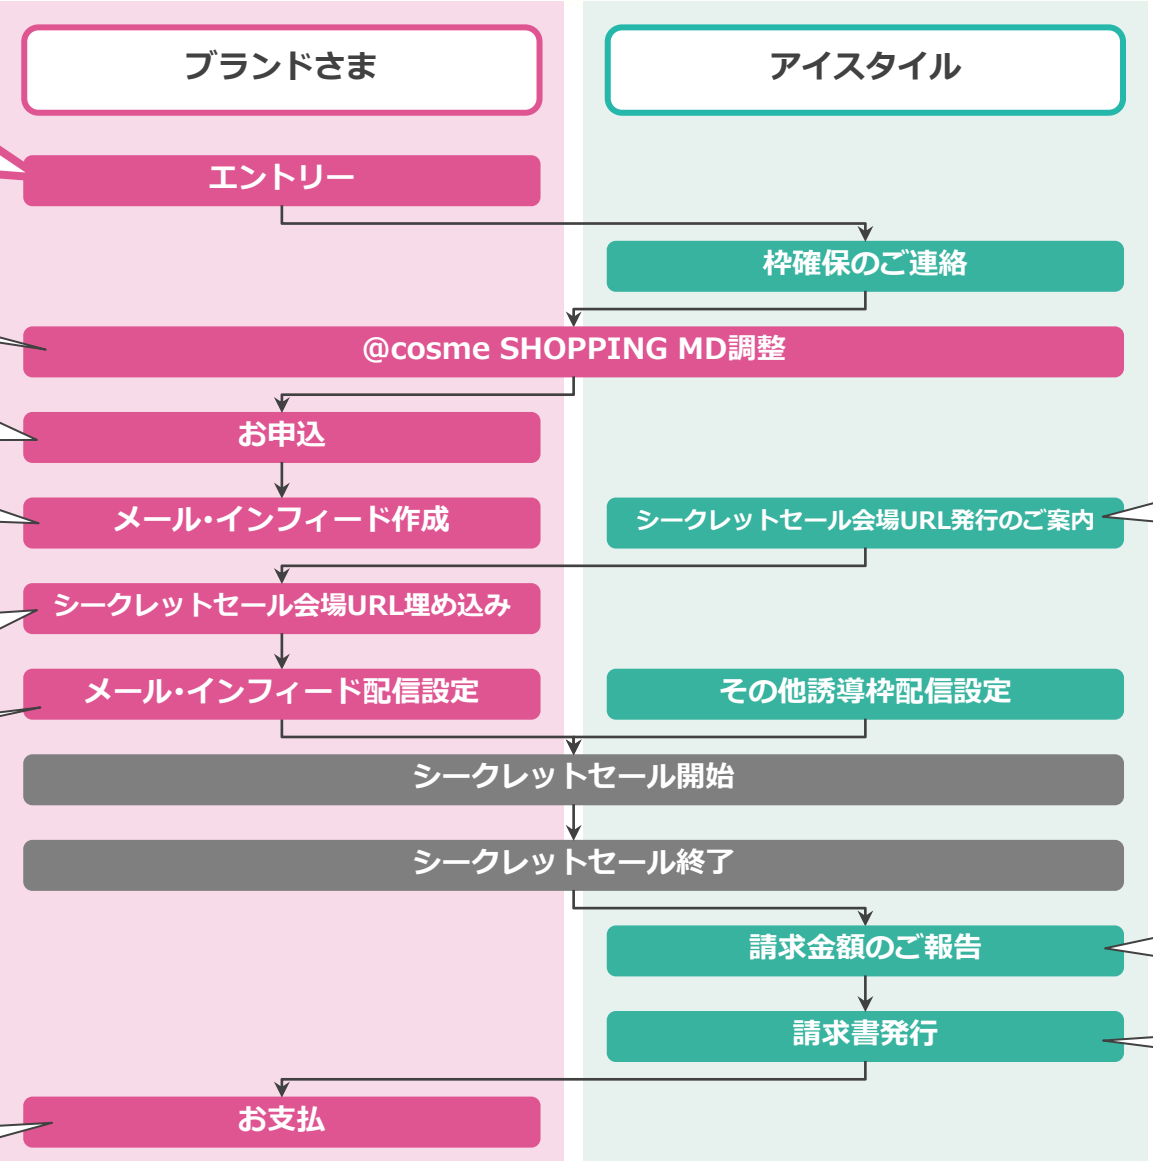 ブランドさま
アイスタイル
エントリー
枠確保のご連絡
@cosme SHOPPING MD調整
お申込
メール・インフィード作成
シークレットセール会場URL発行のご案内
シークレットセール会場URL埋め込み
メール・インフィード配信設定
その他誘導枠配信設定
シークレットセール開始
シークレットセール終了
請求金額のご報告
請求書発行
お支払